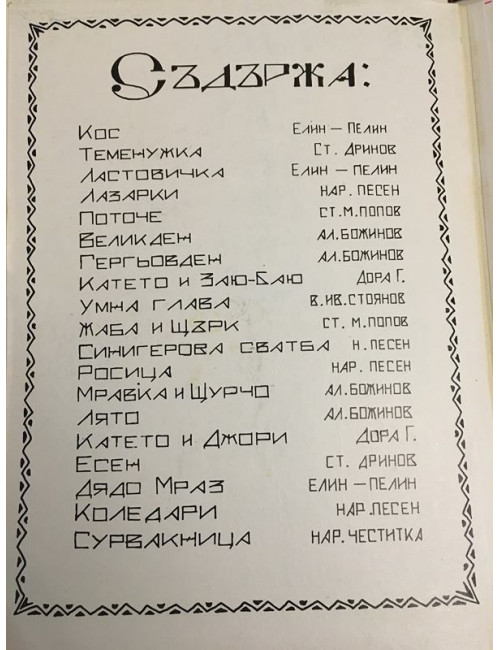 Съдържа:
Кос Елин – Пелин
Теменужка Ст. Дринов
Ластовичка Елин – Пелин
Лазарки Нар. песен
Поточе Ст. М. Попов
Великден Ал. Божинов
Гергьовден Ал. Божинов
Катето и Заю-Баю Дора Г.
Умна глава В. Ив. Стоянов
Жаба и Щърк Ст. М. Попов
Синигерова сватба Н. песен
Росица Нар. песен
Мравка и Щурчо Ал. Божинов
Лято Ал. Божинов
Катето и Джори Дора Г.
Есен Ст. Дринов
Дядо Мраз Елин – Пелин
Коледари Нар. песен
Сурвакница Нар. честитка